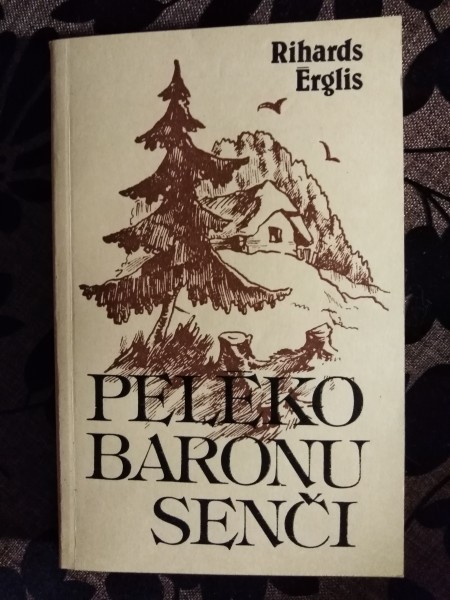 Rihards
Ērglis
PELĒKO
BARONU
SENČI